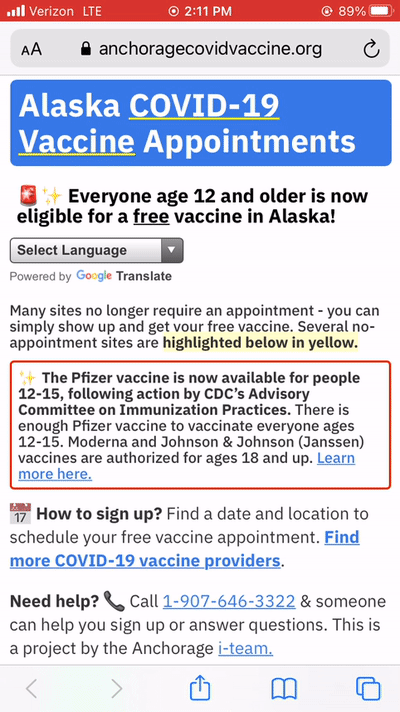 Verizon LTE 2:11 PM 89%
AA anchoragecovidvaccine.org
Alaska COVID-19
Vaccine Appointments
Everyone age 12 and older is now
eligible for a free vaccine in Alaska!
Select Language ▼
Powered by Google Translate
Many sites no longer require an appointment - you can
simply show up and get your free vaccine. Several no-
appointment sites are highlighted below in yellow.
✨ The Pfizer vaccine is now available for people
12-15, following action by CDC’s Advisory
Committee on Immunization Practices. There is
enough Pfizer vaccine to vaccinate everyone ages
12-15. Moderna and Johnson & Johnson (Janssen)
vaccines are authorized for ages 18 and up. Learn
more here.
17 How to sign up? Find a date and location to
schedule your free vaccine appointment. Find
more COVID-19 vaccine providers.
Need help? Call 1-907-646-3322 & someone
can help you sign up or answer questions. This is
a project by the Anchorage i-team.